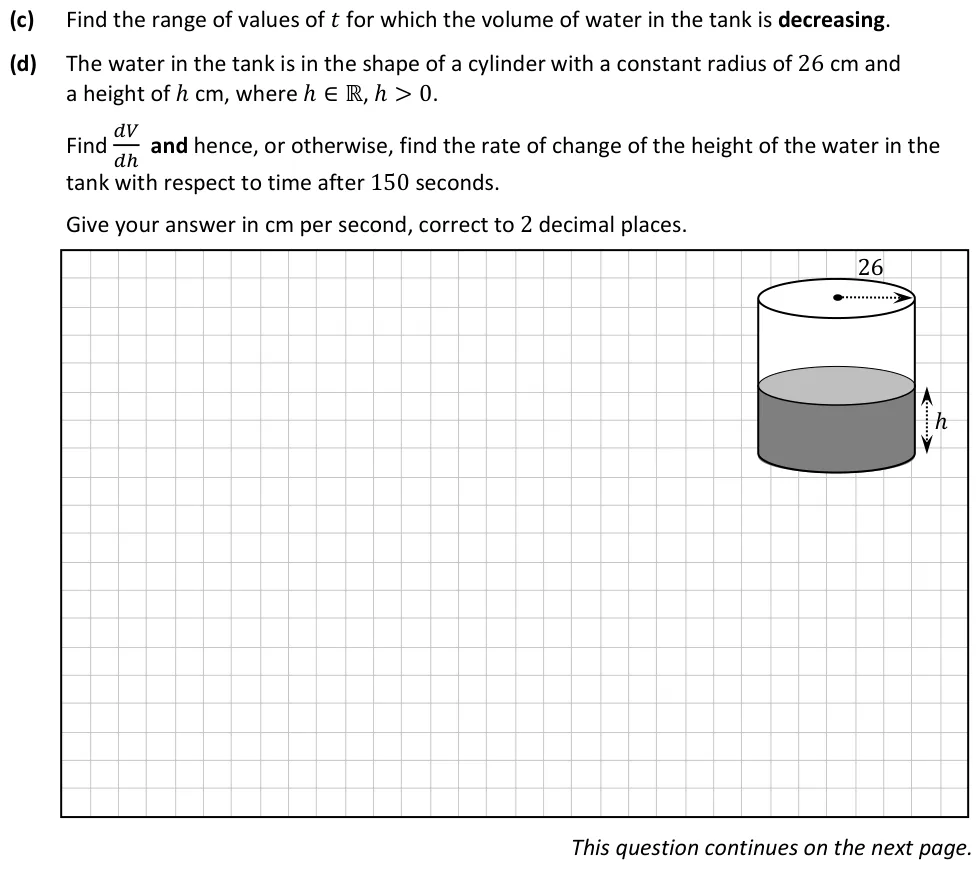 (c) Find the range of values of t for which the volume of water in the tank is decreasing.
(d) The water in the tank is in the shape of a cylinder with a constant radius of 26 cm and
a height of h cm, where h ∈ ℝ, h > 0.
Find dV/dh and hence, or otherwise, find the rate of change of the height of the water in the
tank with respect to time after 150 seconds.
Give your answer in cm per second, correct to 2 decimal places.
26
h
This question continues on the next page.